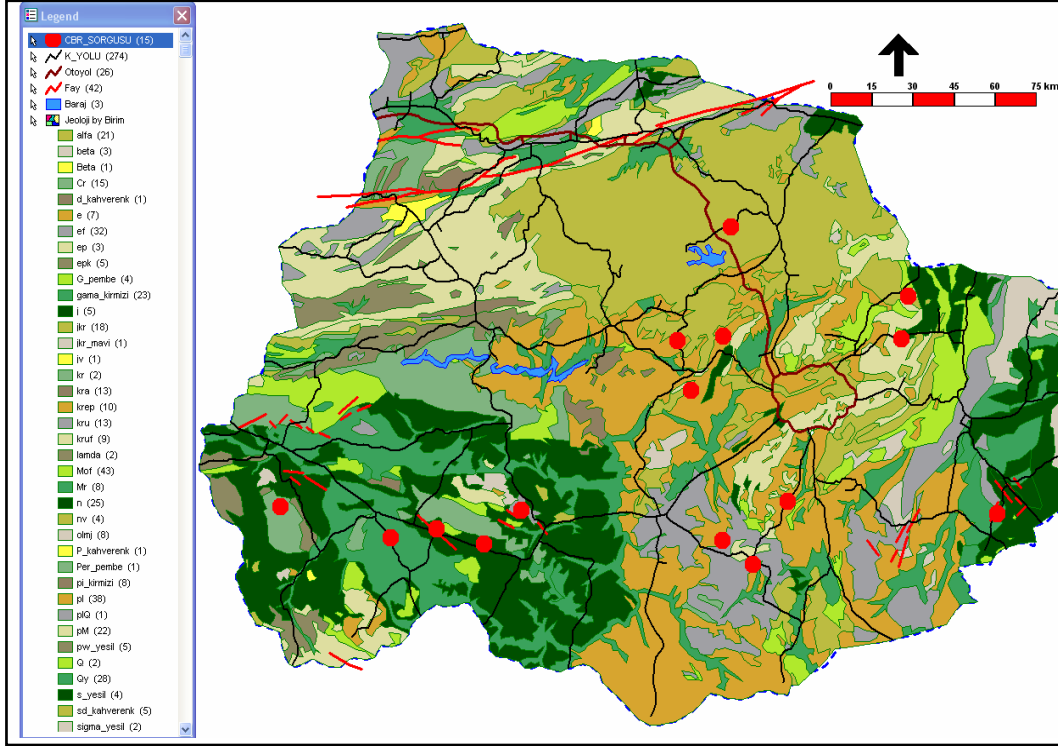 Legend
CBR_SORGUSU (15)
K_YOLU (274)
Otoyol (26)
Fay (42)
Baraj (3)
Jeoloji by Birim
alfa (21)
beta (3)
Beta (1)
Cr (15)
d_kahverenk (1)
e (7)
ef (32)
ep (3)
epk (5)
G_pembe (4)
gama_kirmizi (23)
i (5)
ikr (18)
ikr_mavi (1)
iv (1)
kr (2)
kra (13)
krep (10)
kru (13)
kruf (9)
lamda (2)
Mof (43)
Mr (8)
n (25)
nv (4)
olmj (8)
P_kahverenk (1)
Per_pembe (1)
pi_kirmizi (8)
pl (38)
plQ (1)
pM (22)
pw_yesil (5)
Q (2)
Qy (28)
s_yesil (4)
sd_kahverenk (5)
sigma_yesil (2)
0 15 30 45 60 75 km